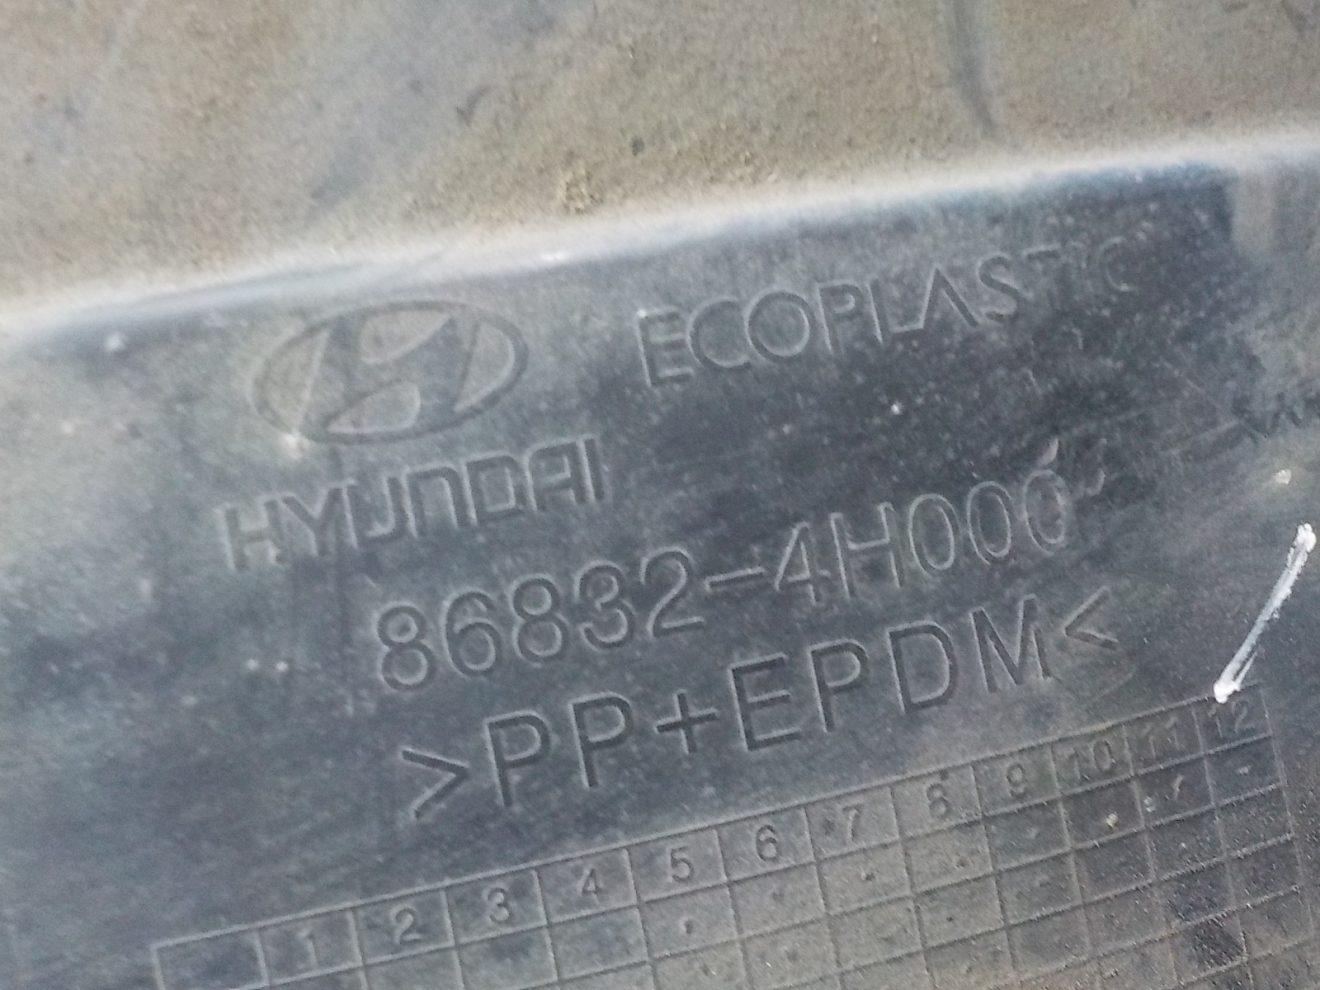 ECOPLASTIC
HYUNDAI
86832-4H000
>PP+EPDM<
1 2 3 4 5 6 7 8 9 10 11 12